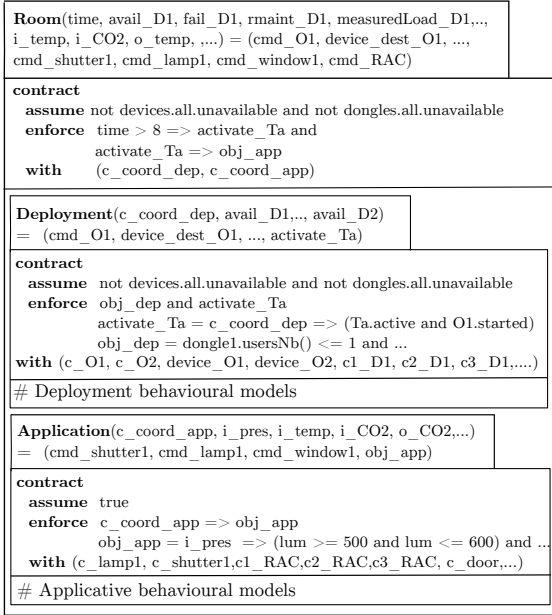 Room(time, avail_D1, fail_D1, rmaint_D1, measuredLoad_D1,..,
i_temp, i_CO2, o_temp, ,...) = (cmd_O1, device_dest_O1, ...,
cmd_shutter1, cmd_lamp1, cmd_window1, cmd_RAC)
contract
assume not devices.all.unavailable and not dongles.all.unavailable
enforce time > 8 => activate_Ta and
activate_Ta => obj_app
with (c_coord_dep, c_coord_app)
Deployment(c_coord_dep, avail_D1,.., avail_D2)
= (cmd_O1, device_dest_O1, ..., activate_Ta)
contract
assume not devices.all.unavailable and not dongles.all.unavailable
enforce obj_dep and activate_Ta
activate_Ta = c_coord_dep => (Ta.active and O1.started)
obj_dep = dongle1.usersNb() <= 1 and ...
with (c_O1, c_O2, device_O1, device_O2, c1_D1, c2_D1, c3_D1,....)
# Deployment behavioural models
Application(c_coord_app, i_pres, i_temp, i_CO2, o_CO2,...)
= (cmd_shutter1, cmd_lamp1, cmd_window1, obj_app)
contract
assume true
enforce c_coord_app => obj_app
obj_app = i_pres => (lum >= 500 and lum <= 600) and ...
with (c_lamp1, c_shutter1,c1_RAC,c2_RAC,c3_RAC, c_door,...)
# Applicative behavioural models